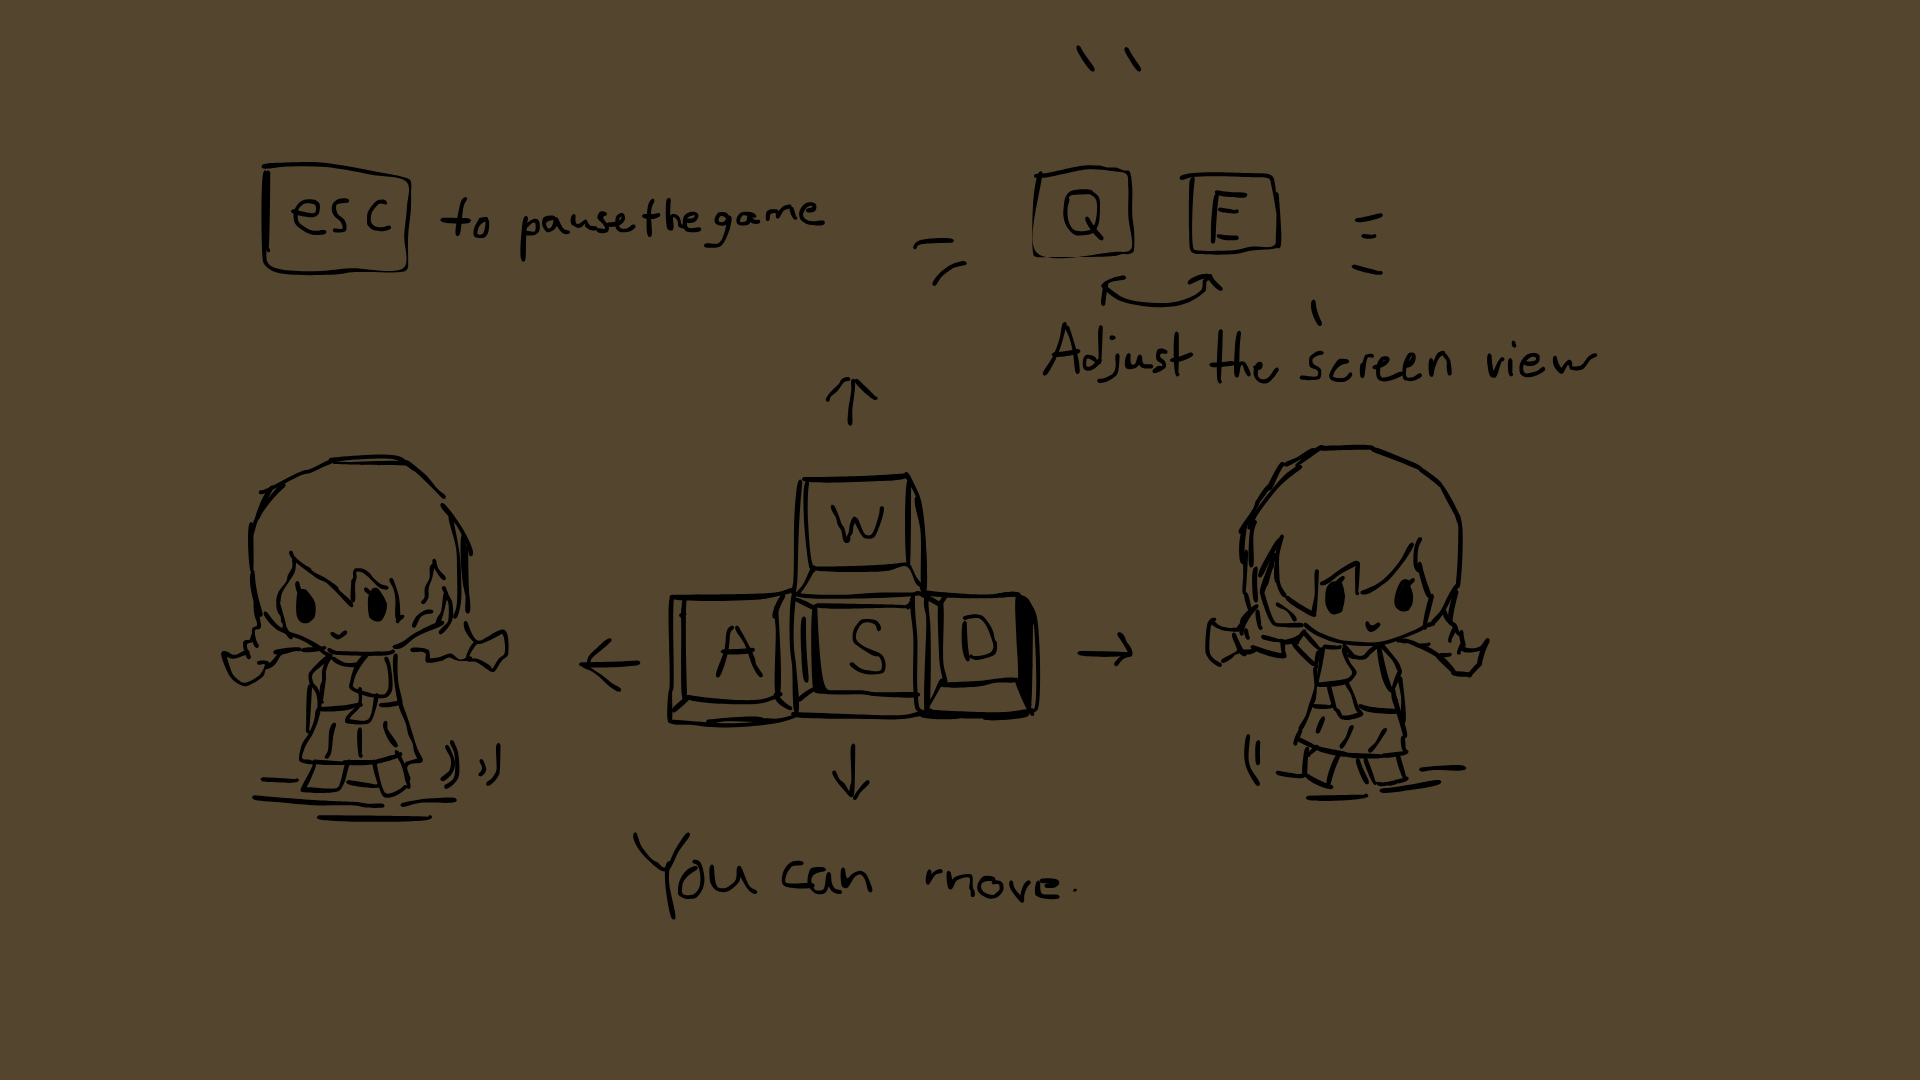 esc to pause the game
Q E
Adjust the screen view
W
A S D
You can move.